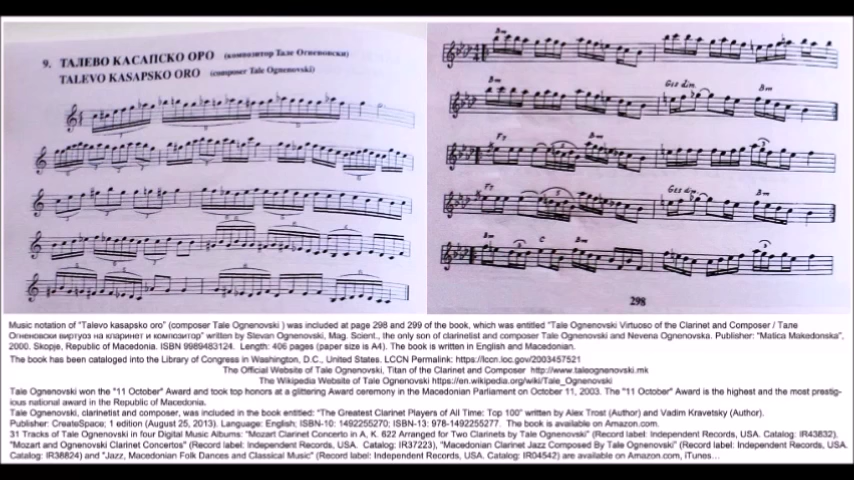 9. ТАЛЕВО КАСАПСКО ОРО (композитор Тале Огненовски)
TALEVO KASAPSKO ORO (composer Tale Ognenovski)
Bm
Bm
Ges dim.
Bm
F7
Bm
F7
Ges dim.
Bm
Bm
C
Bm
298
Music notation of "Talevo kasapsko oro" (composer Tale Ognenovski ) was included at page 298 and 299 of the book, which was entitled "Tale Ognenovski Virtuoso of the Clarinet and Composer / Тале
Огненовски виртуоз на кларинет и композитор" written by Stevan Ognenovski, Mag. Scient., the only son of clarinetist and composer Tale Ognenovski and Nevena Ognenovska. Publisher: "Matica Makedonska",
2000. Skopje, Republic of Macedonia. ISBN 9989483124. Length: 406 pages (paper size is A4). The book is written in English and Macedonian.
The book has been cataloged into the Library of Congress in Washington, D.C., United States. LCCN Permalink: https://lccn.loc.gov/2003457521
The Official Website of Tale Ognenovski, Titan of the Clarinet and Composer http://www.taleognenovski.mk
The Wikipedia Website of Tale Ognenovski https://en.wikipedia.org/wiki/Tale_Ognenovski
Tale Ognenovski won the "11 October" Award and took top honors at a glittering Award ceremony in the Macedonian Parliament on October 11, 2003. The "11 October" Award is the highest and the most prestig-
ious national award in the Republic of Macedonia.
Tale Ognenovski, clarinetist and composer, was included in the book entitled: "The Greatest Clarinet Players of All Time: Top 100" written by Alex Trost (Author) and Vadim Kravetsky (Author).
Publisher: CreateSpace; 1 edition (August 25, 2013). Language: English; ISBN-10: 1492255270; ISBN-13: 978-1492255277. The book is available on Amazon.com.
31 Tracks of Tale Ognenovski in four Digital Music Albums: "Mozart Clarinet Concerto in A, K. 622 Arranged for Two Clarinets by Tale Ognenovski" (Record label: Independent Records, USA. Catalog: IR43832),
"Mozart and Ognenovski Clarinet Concertos" (Record label: Independent Records, USA. Catalog: IR37223), "Macedonian Clarinet Jazz Composed By Tale Ognenovski" (Record label: Independent Records, USA.
Catalog: IR38824) and "Jazz, Macedonian Folk Dances and Classical Music" (Record label: Independent Records, USA. Catalog: IR04542) are available on Amazon.com, iTunes...